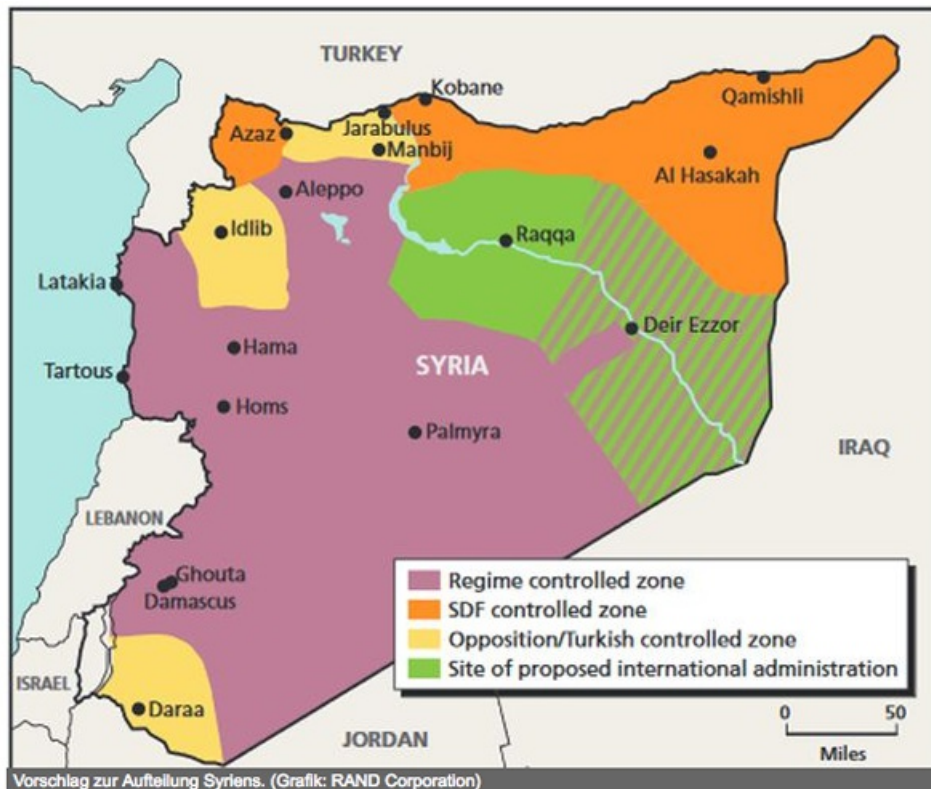 TURKEY
Kobane
Qamishli
Azaz
Jarabulus
Manbij
Al Hasakah
Aleppo
Idlib
Raqqa
Latakia
Deir Ezzor
Hama
SYRIA
Tartous
Homs
Palmyra
IRAQ
LEBANON
Ghouta
Damascus
Regime controlled zone
SDF controlled zone
Opposition/Turkish controlled zone
Site of proposed international administration
ISRAEL
Daraa
JORDAN
0 50
Miles
Vorschlag zur Aufteilung Syriens. (Grafik: RAND Corporation)